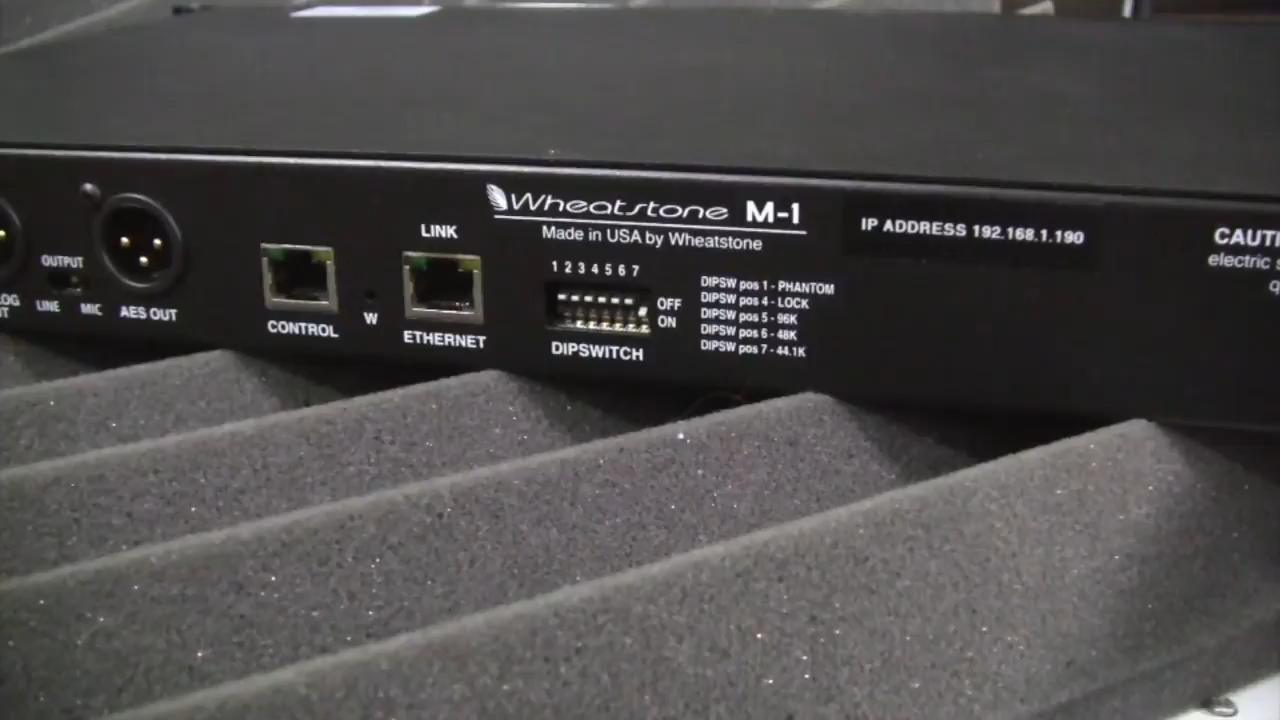 OUTPUT
LINE MIC
AES OUT
CONTROL
W
LINK
ETHERNET
Wheatstone M-1
Made in USA by Wheatstone
1 2 3 4 5 6 7
OFF
ON
DIPSWITCH
DIPSW pos 1 - PHANTOM
DIPSW pos 4 - LOCK
DIPSW pos 5 - 96K
DIPSW pos 6 - 48K
DIPSW pos 7 - 44.1K
IP ADDRESS 192.168.1.190
electric